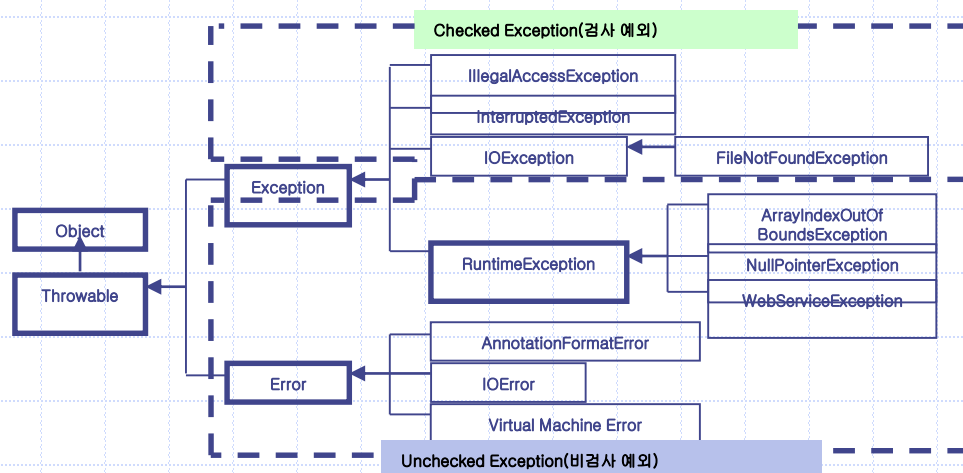 Checked Exception(검사 예외)
IllegalAccessException
InterruptedException
IOException
FileNotFoundException
Exception
ArrayIndexOutOf
BoundsException
Object
RuntimeException
NullPointerException
Throwable
WebServiceException
AnnotationFormatError
Error
IOError
Virtual Machine Error
Unchecked Exception(비검사 예외)